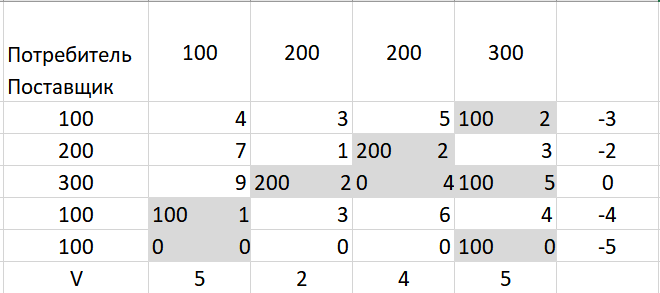 Потребитель 100 200 200 300
Поставщик
100 4 3 5 100 2 -3
200 7 1 200 2 3 -2
300 9 200 2 0 4 100 5 0
100 100 1 3 6 4 -4
100 0 0 0 0 100 0 -5
V 5 2 4 5